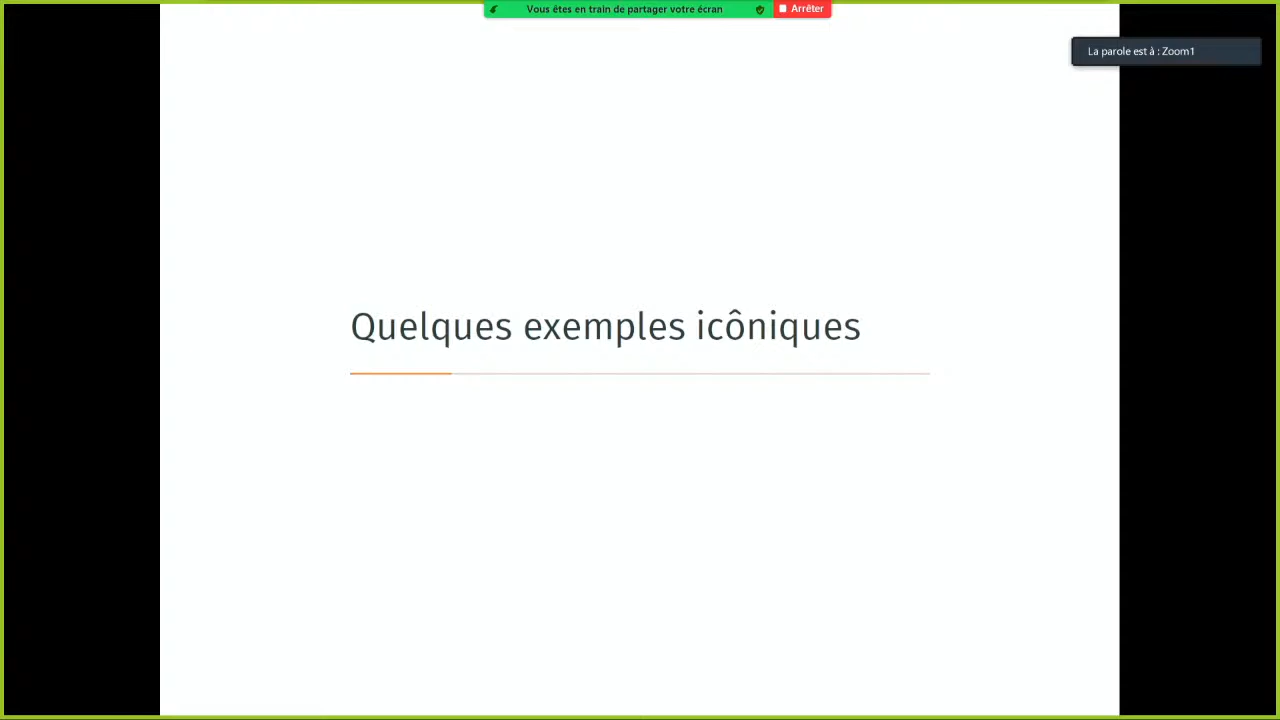 Vous êtes en train de partager votre écran
Arrêter
La parole est à : Zoom1
Quelques exemples icôniques